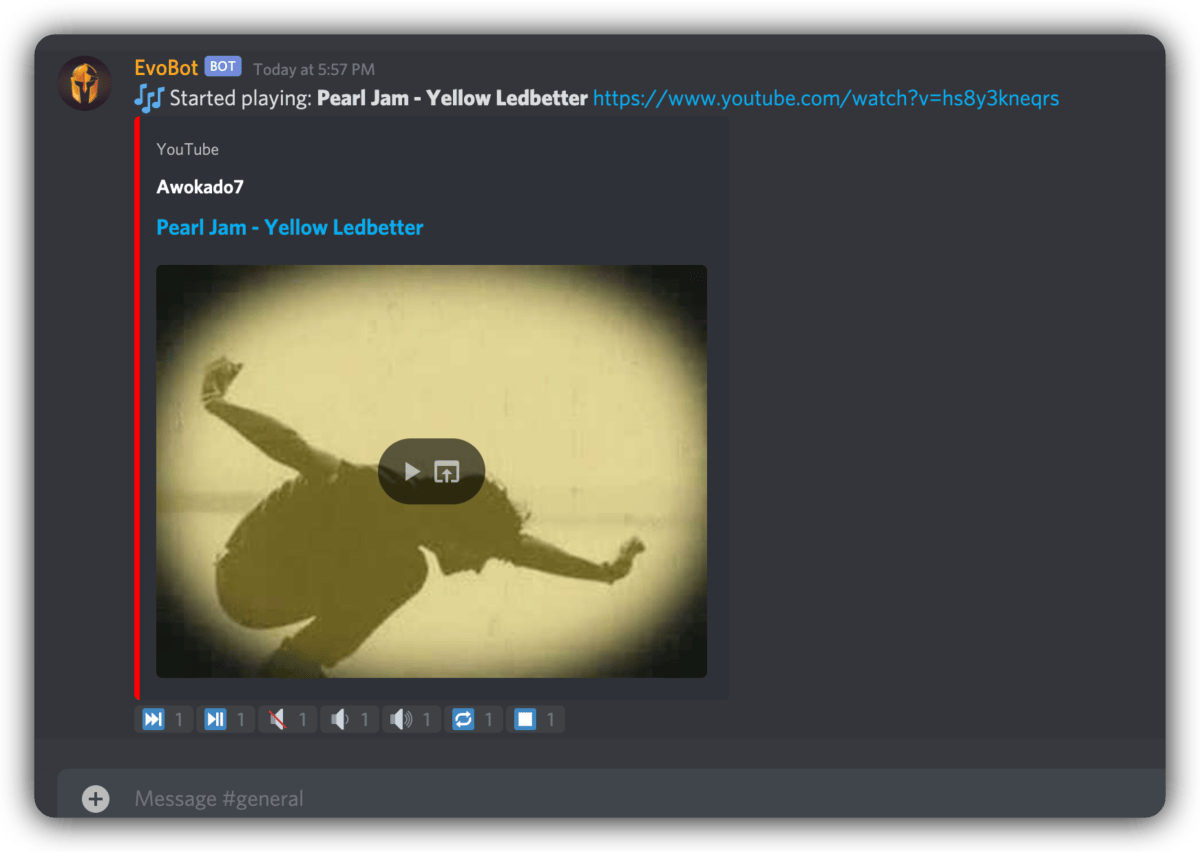 EvoBot BOT Today at 5:57 PM
Started playing: Pearl Jam - Yellow Ledbetter https://www.youtube.com/watch?v=hs8y3kneqrs
YouTube
Awokado7
Pearl Jam - Yellow Ledbetter
1 1 1 1 1 1 1
Message #general